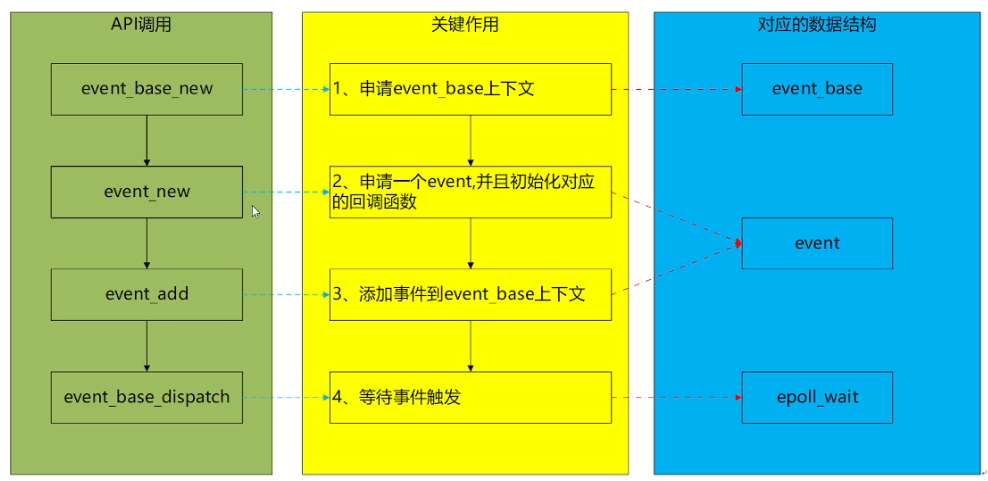 API调用
关键作用
对应的数据结构
event_base_new
1、申请event_base上下文
event_base
event_new
2、申请一个event,并且初始化对应
的回调函数
event
event_add
3、添加事件到event_base上下文
event_base_dispatch
4、等待事件触发
epoll_wait